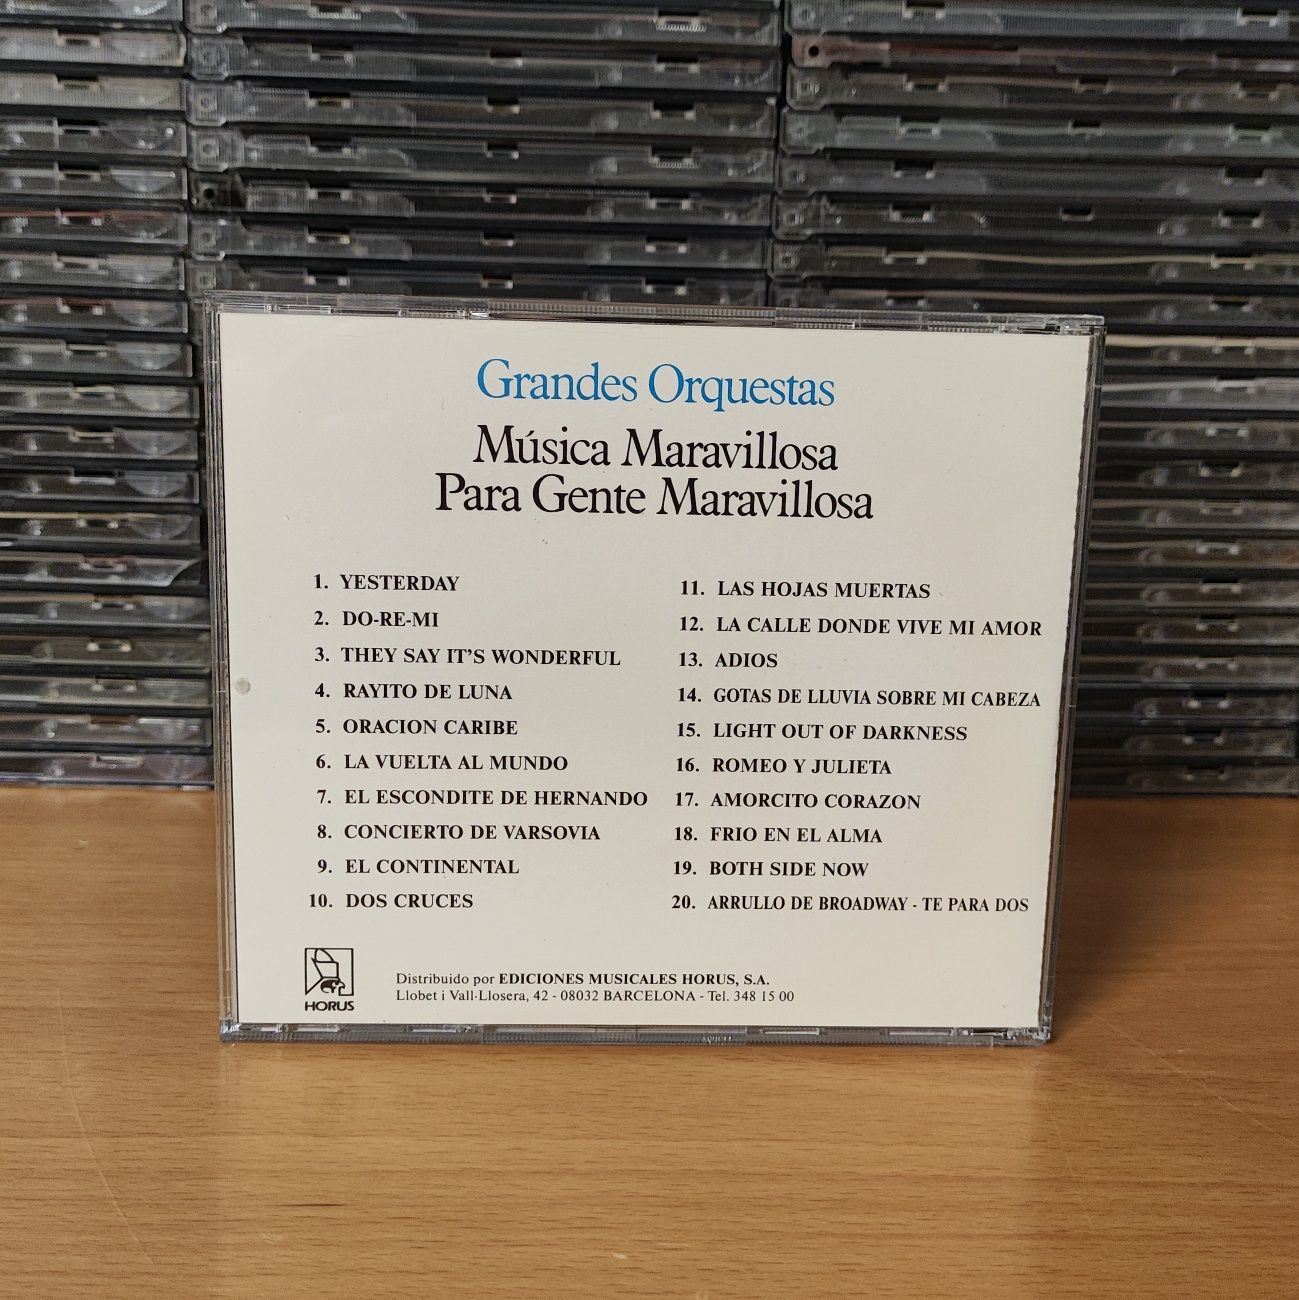 Grandes Orquestas
Música Maravillosa
Para Gente Maravillosa
1. YESTERDAY
2. DO-RE-MI
3. THEY SAY IT'S WONDERFUL
4. RAYITO DE LUNA
5. ORACION CARIBE
6. LA VUELTA AL MUNDO
7. EL ESCONDITE DE HERNANDO
8. CONCIERTO DE VARSOVIA
9. EL CONTINENTAL
10. DOS CRUCES
11. LAS HOJAS MUERTAS
12. LA CALLE DONDE VIVE MI AMOR
13. ADIOS
14. GOTAS DE LLUVIA SOBRE MI CABEZA
15. LIGHT OUT OF DARKNESS
16. ROMEO Y JULIETA
17. AMORCITO CORAZON
18. FRIO EN EL ALMA
19. BOTH SIDE NOW
20. ARRULLO DE BROADWAY - TE PARA DOS
HORUS
Distribuido por EDICIONES MUSICALES HORUS, S.A.
Llobet i Vall·Llosera, 42 - 08032 BARCELONA - Tel. 348 15 00